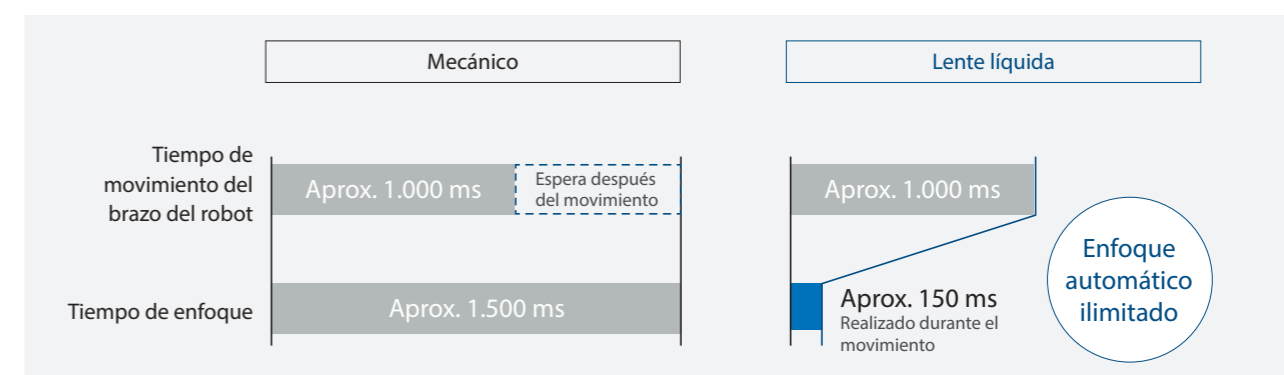 Mecánico
Lente líquida
Tiempo de
movimiento del
brazo del robot
Aprox. 1.000 ms
Espera después
del movimiento
Aprox. 1.000 ms
Enfoque
automático
ilimitado
Tiempo de enfoque
Aprox. 1.500 ms
Aprox. 150 ms
Realizado durante el
movimiento